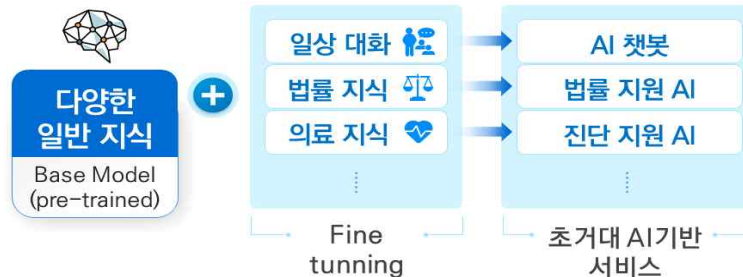 다양한
일반 지식
Base Model
(pre-trained)
일상 대화
법률 지식
의료 지식
Fine
tunning
AI 챗봇
법률 지원 AI
진단 지원 AI
초거대 AI기반
서비스